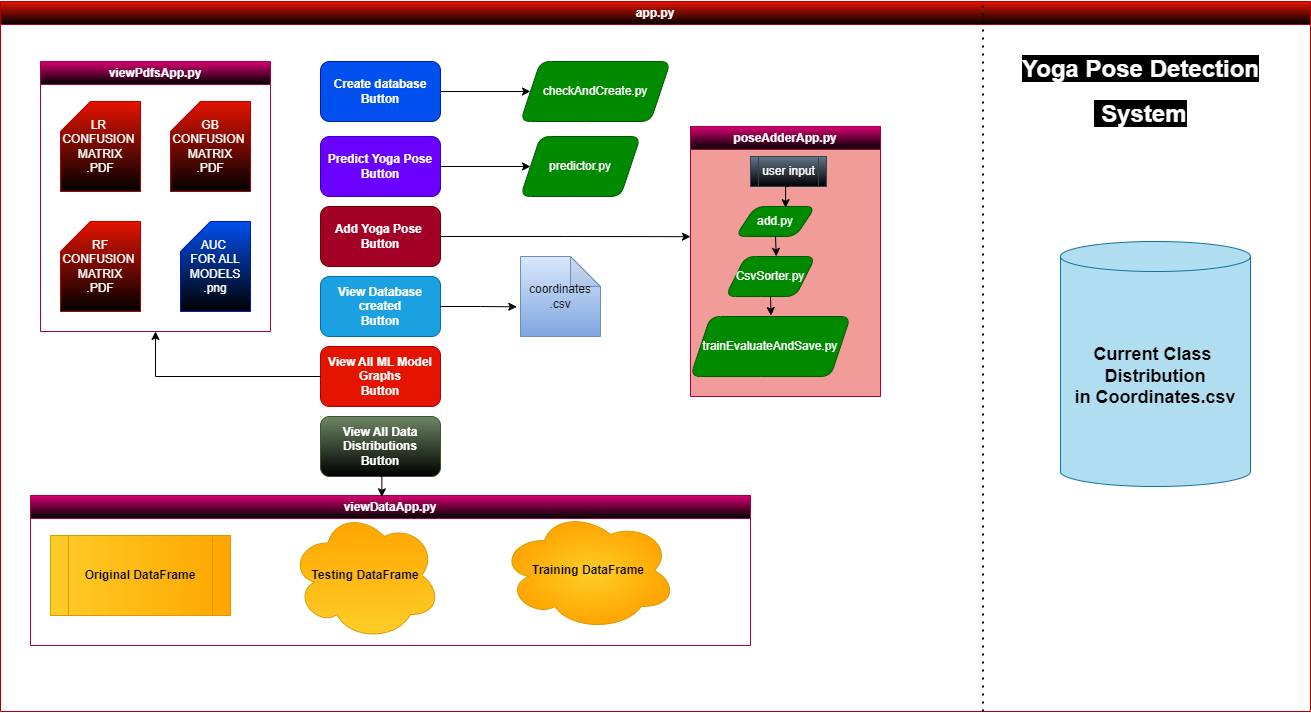 app.py
viewPdfsApp.py
LR
CONFUSION
MATRIX
.PDF
GB
CONFUSION
MATRIX
.PDF
RF
CONFUSION
MATRIX
.PDF
AUC
FOR ALL
MODELS
.png
Create database
Button
checkAndCreate.py
Predict Yoga Pose
Button
predictor.py
Add Yoga Pose
Button
View Database
created
Button
coordinates
.csv
View All ML Model
Graphs
Button
View All Data
Distributions
Button
poseAdderApp.py
user input
add.py
CsvSorter.py
trainEvaluateAndSave.py
viewDataApp.py
Original DataFrame
Testing DataFrame
Training DataFrame
Yoga Pose Detection
System
Current Class
Distribution
in Coordinates.csv